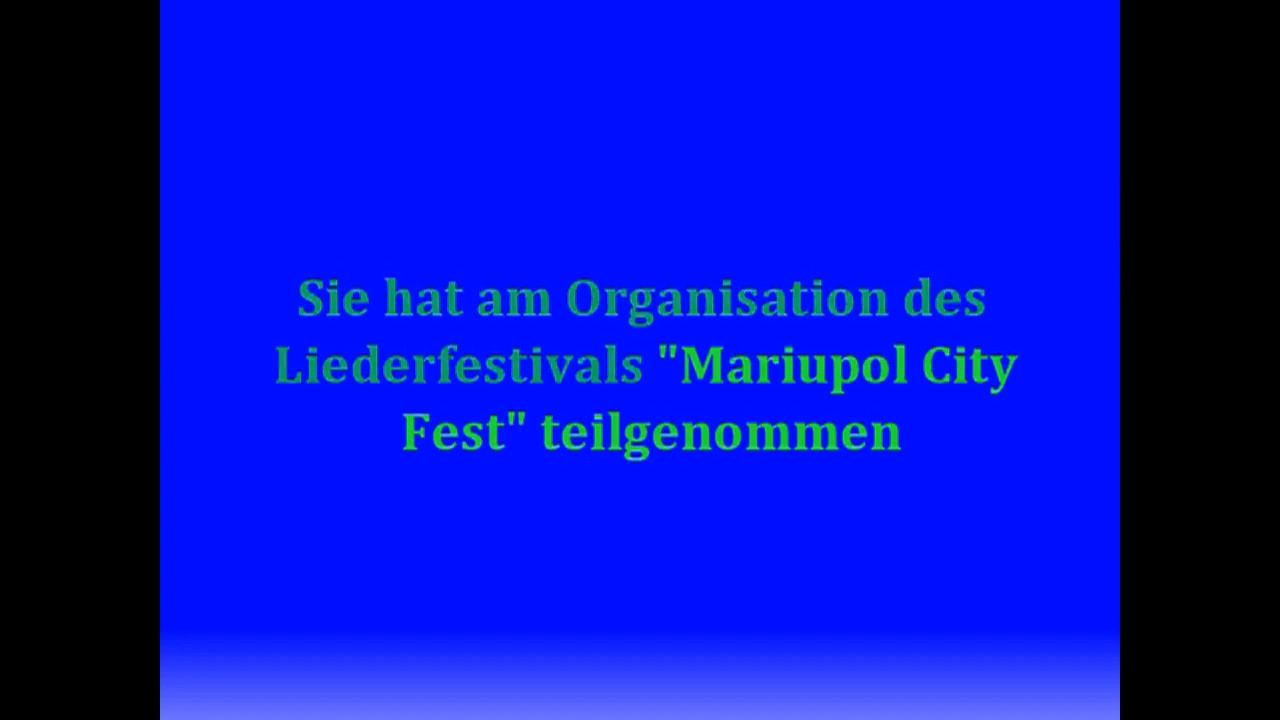 Sie hat am Organisation des
Liederfestivals "Mariupol City
Fest" teilgenommen